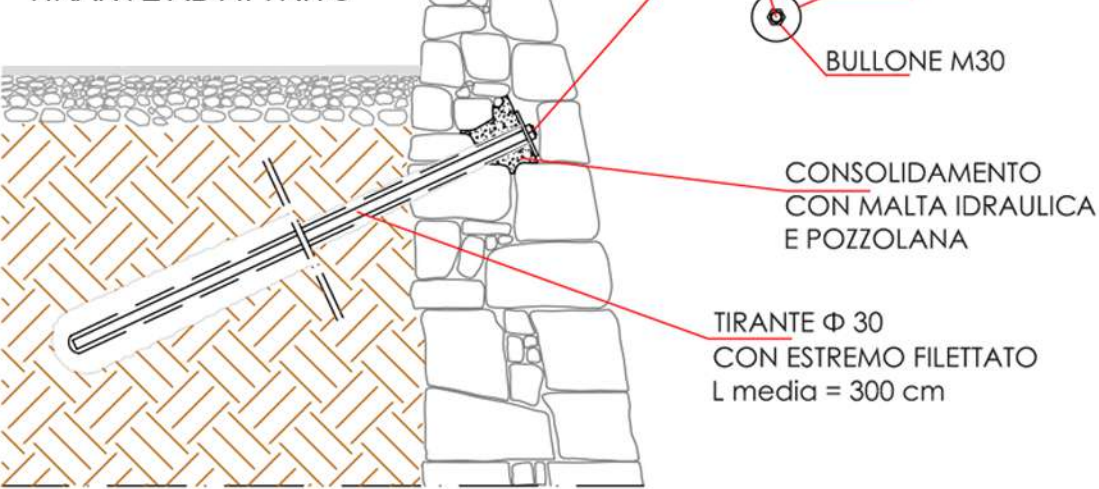 BULLONE M30
CONSOLIDAMENTO
CON MALTA IDRAULICA
E POZZOLANA
TIRANTE Φ 30
CON ESTREMO FILETTATO
L media = 300 cm